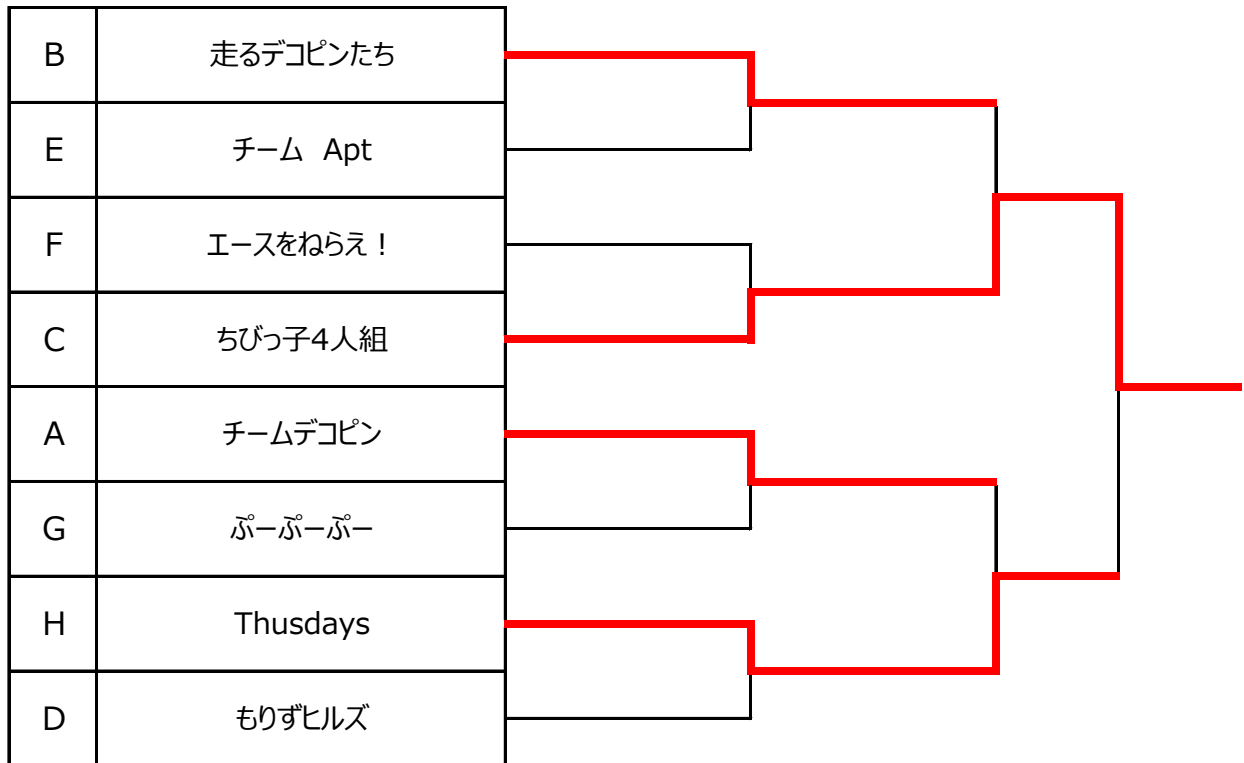 B 走るデコピンたち
E チーム Apt
F エースをねらえ！
C ちびっ子4人組
A チームデコピン
G ぷーぷーぷー
H Thusdays
D もりずヒルズ